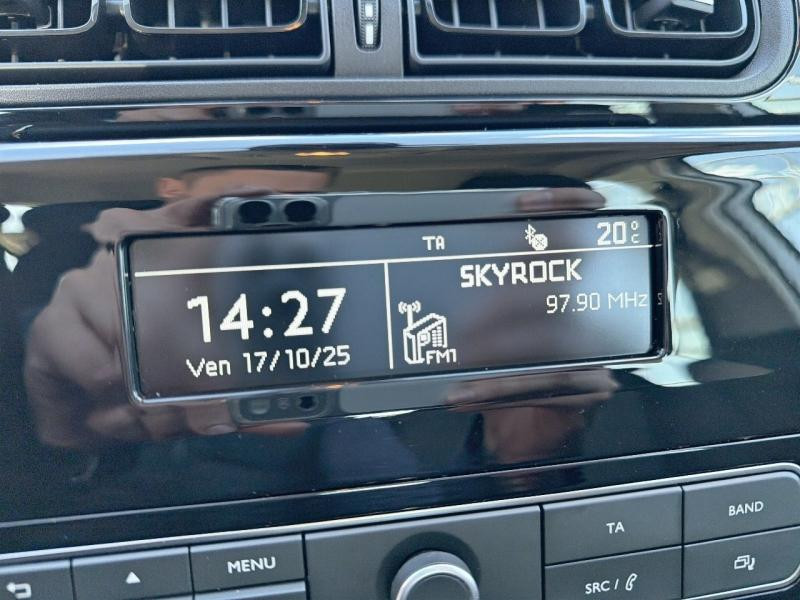 TA 20°C
14:27
Ven 17/10/25
SKYROCK
97.90 MHz
FM1
MENU
TA
BAND
SRC /